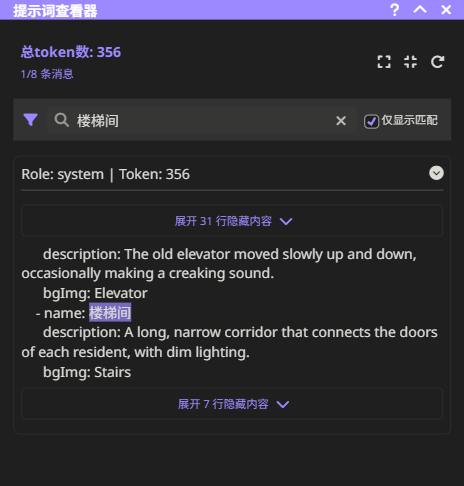 提示词查看器
总token数: 356
1/8 条消息
楼梯间
仅显示匹配
Role: system | Token: 356
展开 31 行隐藏内容
description: The old elevator moved slowly up and down,
occasionally making a creaking sound.
bgImg: Elevator
- name: 楼梯间
description: A long, narrow corridor that connects the doors
of each resident, with dim lighting.
bgImg: Stairs
展开 7 行隐藏内容